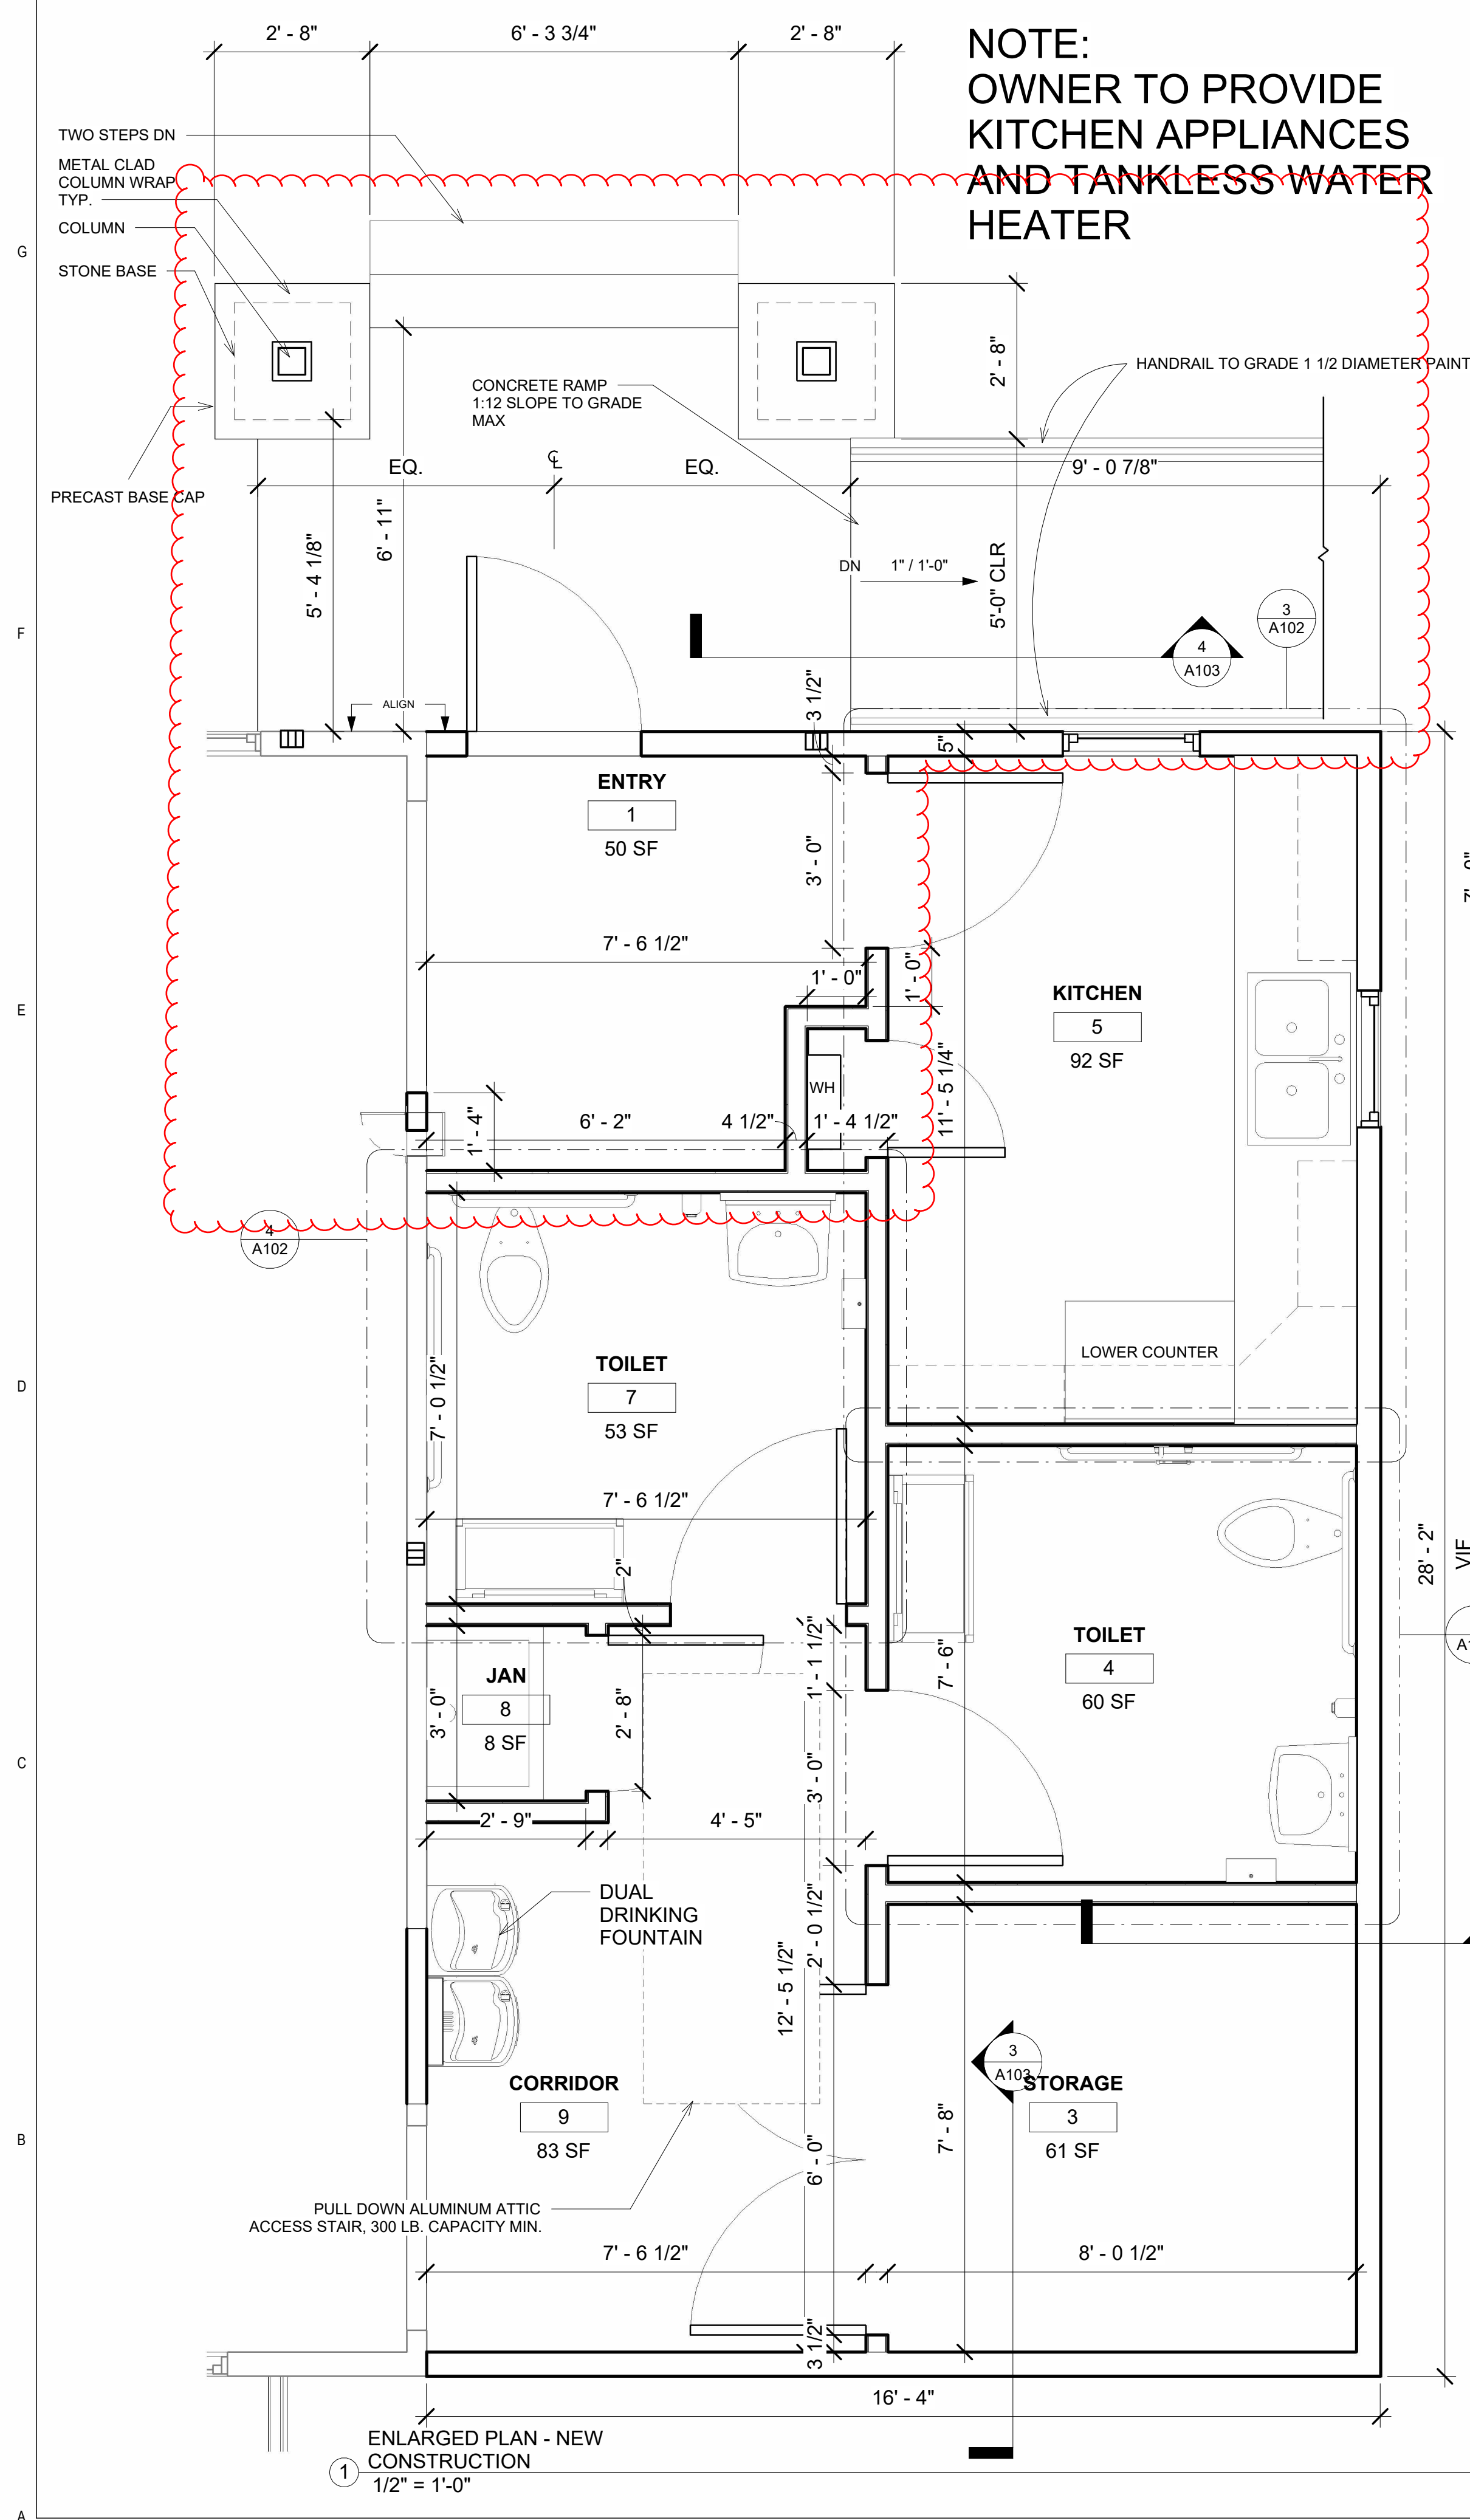 2' - 8"
6' - 3 3/4"
2' - 8"
NOTE:
OWNER TO PROVIDE
KITCHEN APPLIANCES
AND TANKLESS WATER
HEATER
TWO STEPS DN
METAL CLAD
COLUMN WRAP
TYP.
COLUMN
STONE BASE
G
2' - 8"
HANDRAIL TO GRADE 1 1/2 DIAMETER PAINT
CONCRETE RAMP
1:12 SLOPE TO GRADE
MAX
PRECAST BASE CAP
EQ.
℄
EQ.
9' - 0 7/8"
6' - 11"
5' - 4 1/8"
DN
1" / 1'-0"
5'-0" CLR
3
A102
F
4
A103
ALIGN
3 1/2"
5"
ENTRY
1
50 SF
3' - 0"
7' - 6 1/2"
1' - 0"
1' - 0"
E
KITCHEN
5
92 SF
WH
11' - 5 1/4"
1' - 4"
6' - 2"
4 1/2"
1' - 4 1/2"
4
A102
LOWER COUNTER
TOILET
7
53 SF
D
7' - 0 1/2"
7' - 6 1/2"
28' - 2"
VIF
2"
1' - 1 1/2"
7' - 6"
TOILET
4
60 SF
JAN
8
8 SF
3' - 0"
2' - 8"
C
3' - 0"
2' - 9"
4' - 5"
DUAL
DRINKING
FOUNTAIN
2' - 0 1/2"
12' - 5 1/2"
3
A103
CORRIDOR
9
83 SF
STORAGE
3
61 SF
B
7' - 8"
6' - 0"
PULL DOWN ALUMINUM ATTIC
ACCESS STAIR, 300 LB. CAPACITY MIN.
7' - 6 1/2"
8' - 0 1/2"
3 1/2"
16' - 4"
1
ENLARGED PLAN - NEW
CONSTRUCTION
1/2" = 1'-0"
A